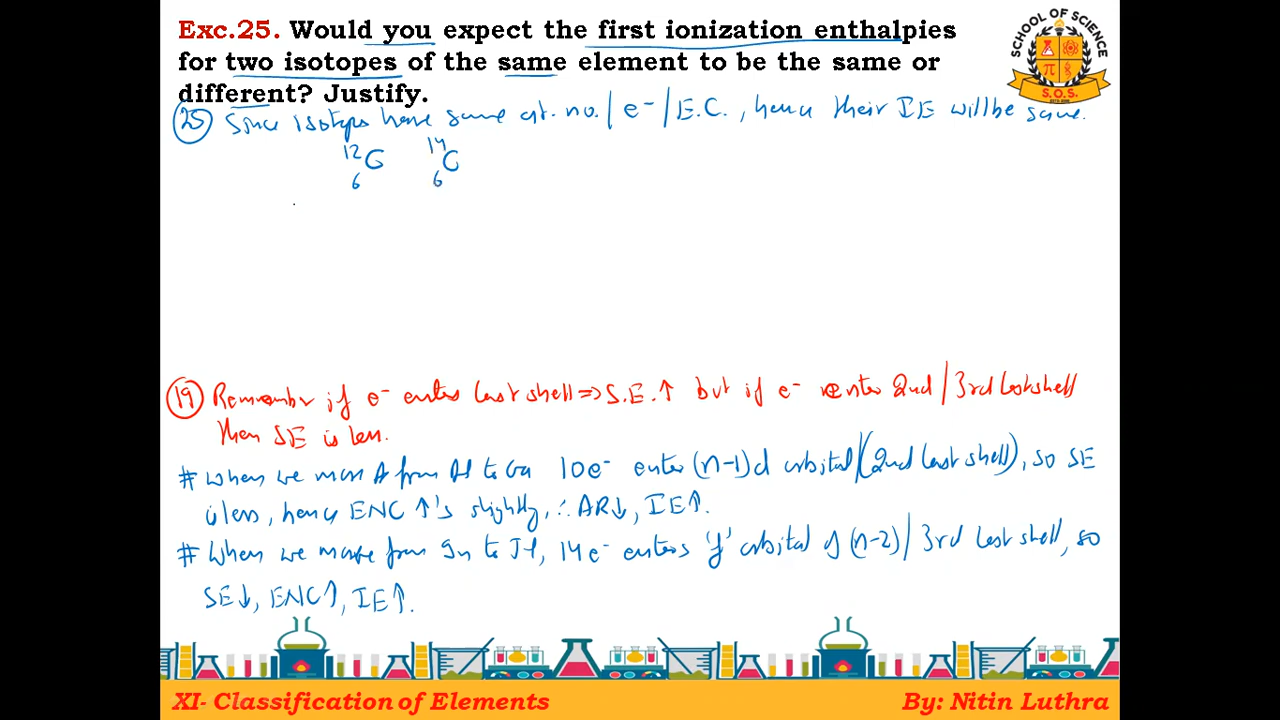 Exc.25. Would you expect the first ionization enthalpies
for two isotopes of the same element to be the same or
different? Justify.
SCHOOL OF SCIENCE
S.O.S.
25 Since isotopes have same at. no. / e⁻ / E.C., hence their IE will be same.
¹²₆C ¹⁴₆C
19 Remember if e⁻ enters last shell ⇒ S.E.↑ but if e⁻ enter 2nd / 3rd last shell
then SE is less.
# When we move from Al to Ga 10e⁻ enter (n-1)d orbital/(2nd last shell), so SE
is less, hence ENC ↑'s slightly, ∴ AR↓, IE↑.
# When we move from In to Tl, 14e⁻ enters 'f' orbital of (n-2) / 3rd last shell, so
SE↓, ENC↑, IE↑.
XI- Classification of Elements
By: Nitin Luthra